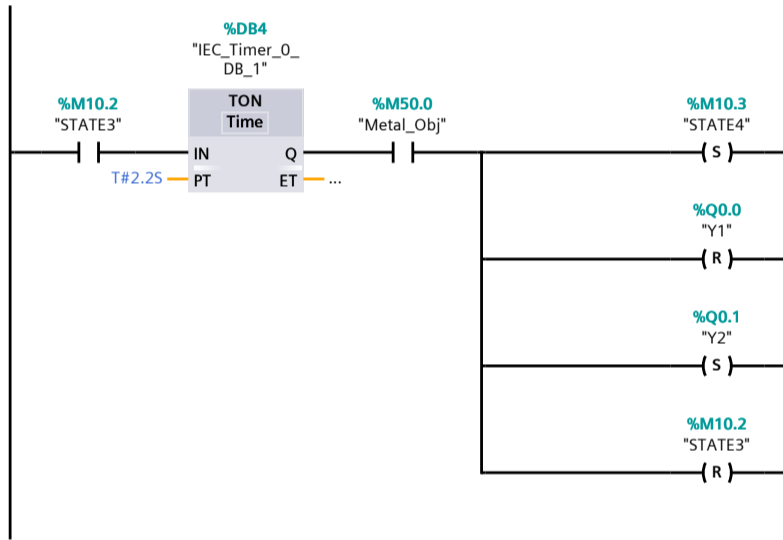 %DB4
"IEC_Timer_0_
DB_1"
%M10.2
"STATE3"
TON
Time
%M50.0
"Metal_Obj"
%M10.3
"STATE4"
IN
Q
S
T#2.2S
PT
ET
...
%Q0.0
"Y1"
R
%Q0.1
"Y2"
S
%M10.2
"STATE3"
R